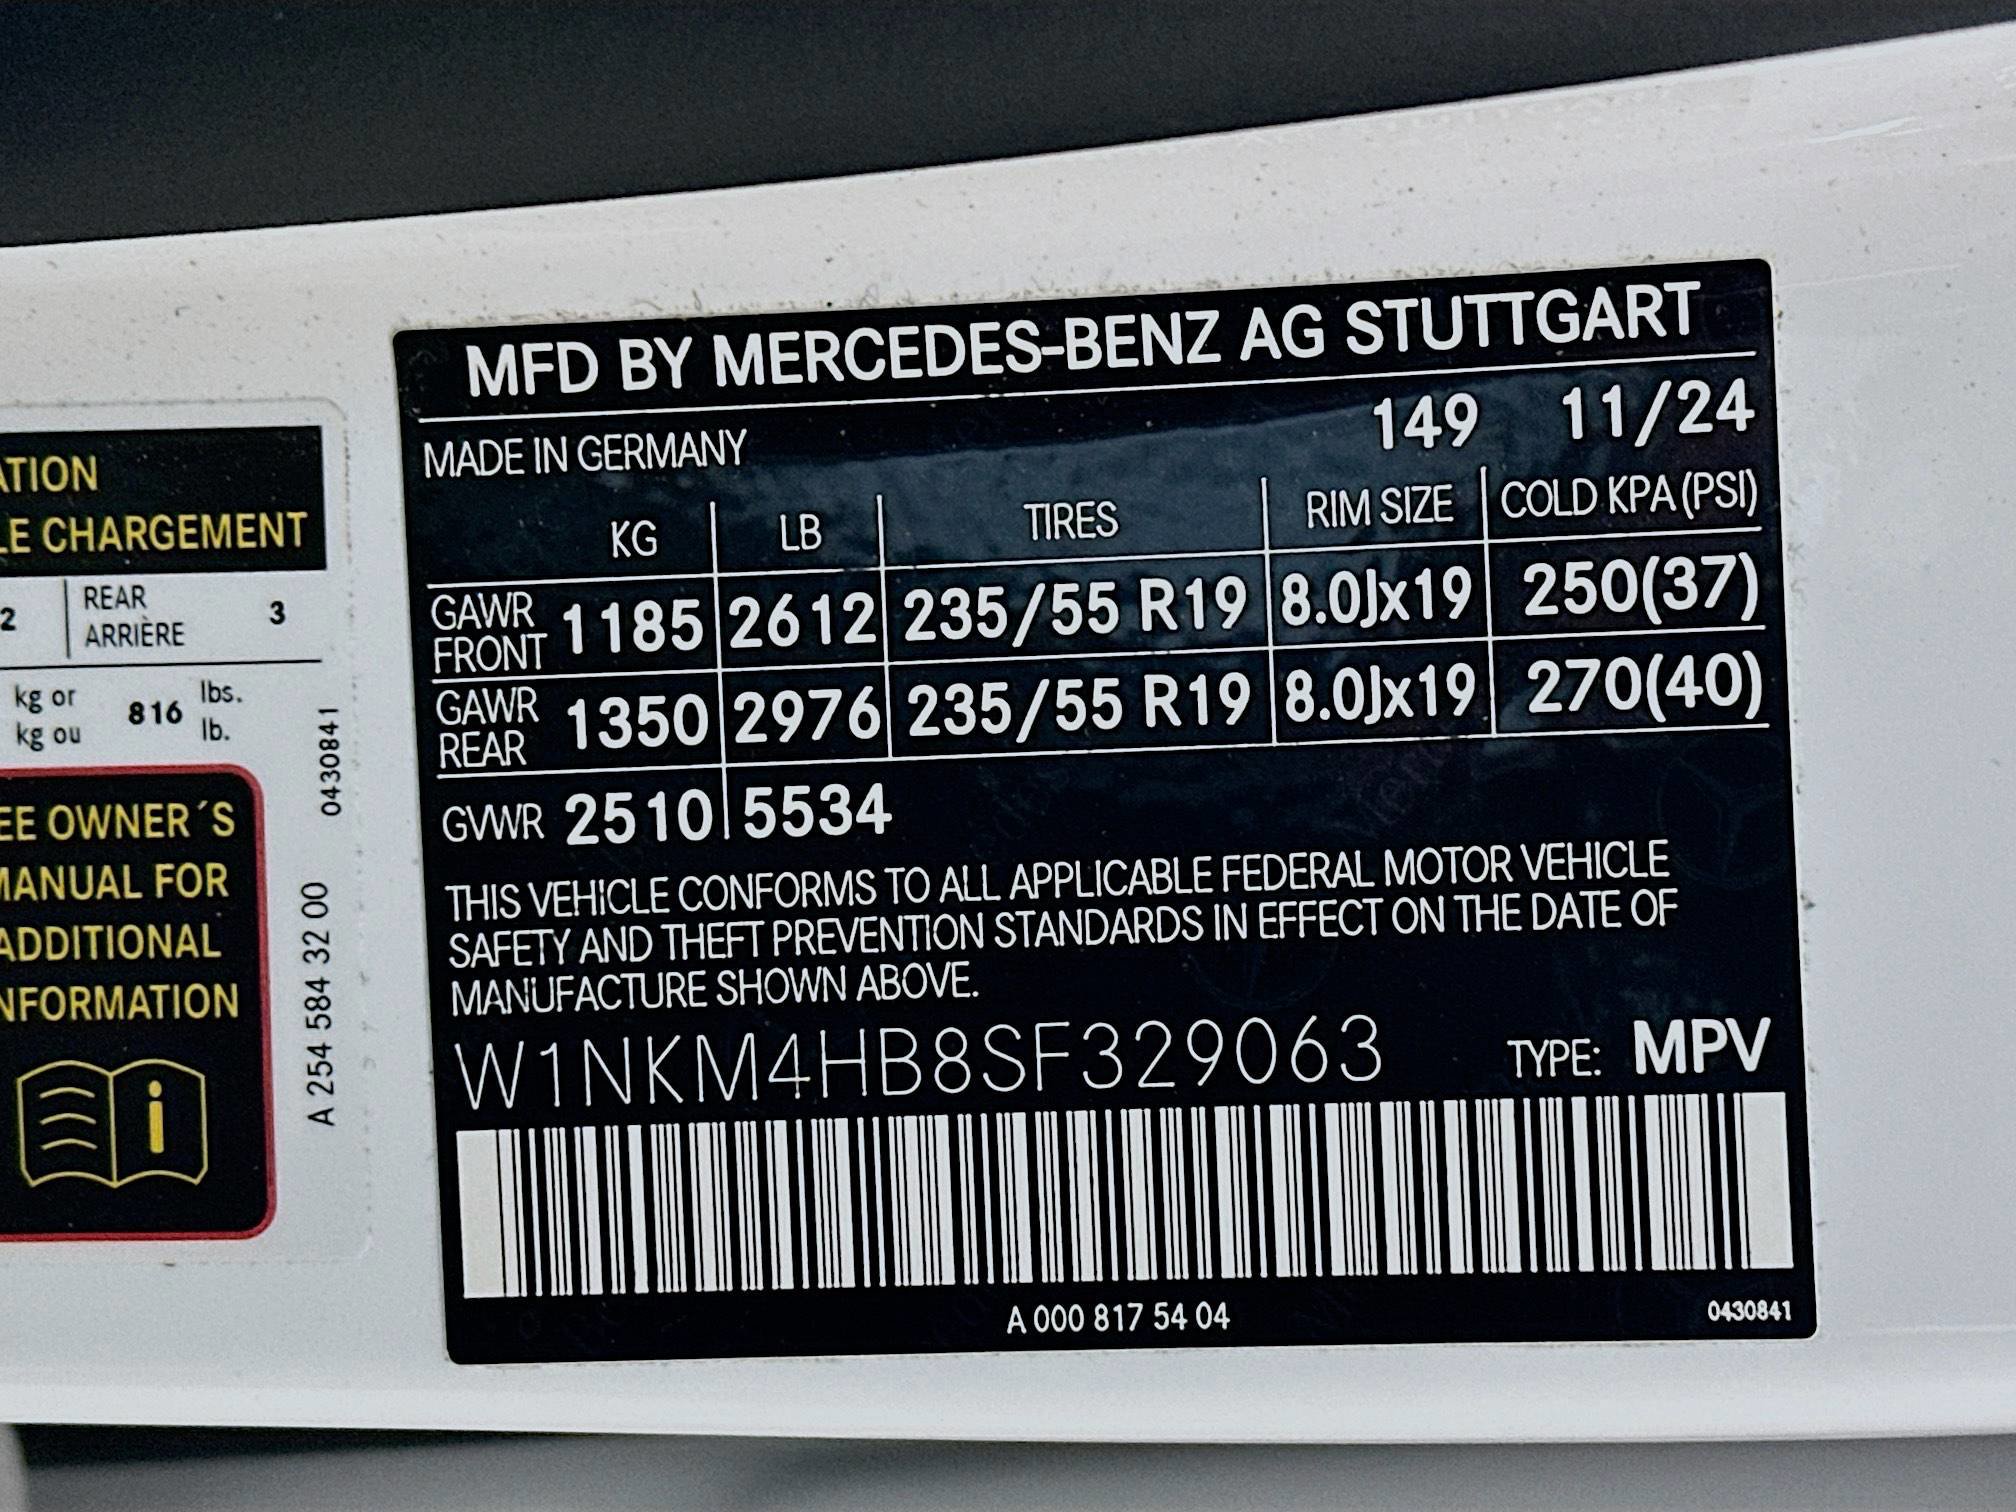 ATION
LE CHARGEMENT
2 REAR ARRIÈRE 3
kg or
kg ou
816 lbs.
lb.
EE OWNER´S
MANUAL FOR
ADDITIONAL
NFORMATION
i
A 254 584 32 00 0430841
MFD BY MERCEDES-BENZ AG STUTTGART
MADE IN GERMANY 149 11/24
KG LB TIRES RIM SIZE COLD KPA (PSI)
GAWR FRONT 1185 2612 235/55 R19 8.0Jx19 250(37)
GAWR REAR 1350 2976 235/55 R19 8.0Jx19 270(40)
GVWR 2510 5534
THIS VEHICLE CONFORMS TO ALL APPLICABLE FEDERAL MOTOR VEHICLE
SAFETY AND THEFT PREVENTION STANDARDS IN EFFECT ON THE DATE OF
MANUFACTURE SHOWN ABOVE.
W1NKM4HB8SF329063 TYPE: MPV
A 000 817 54 04 0430841